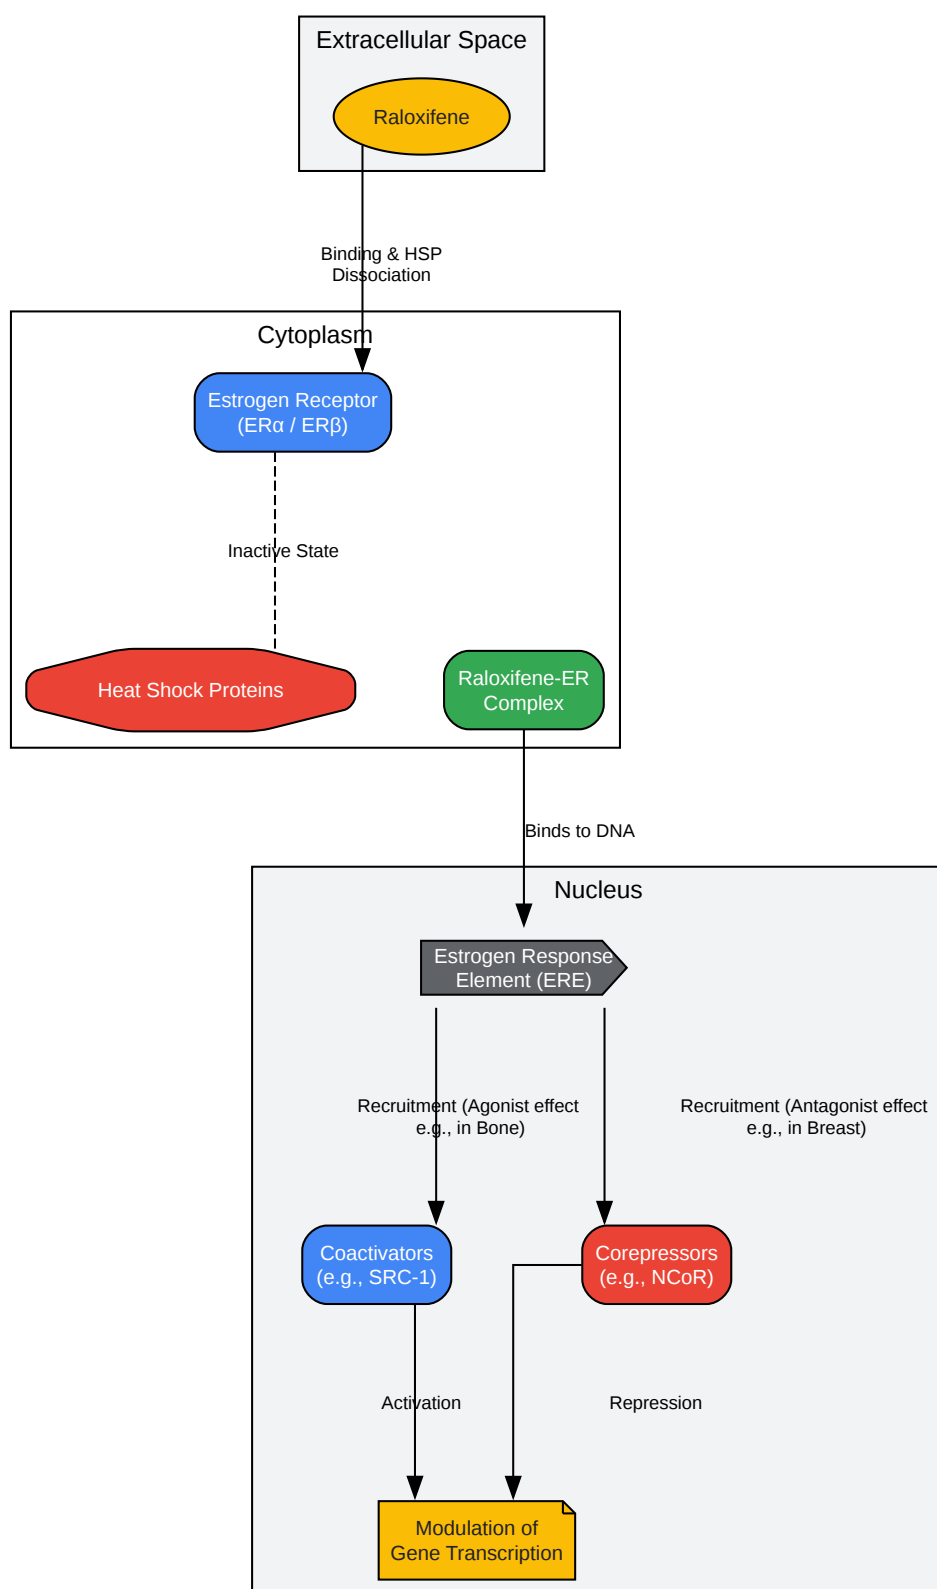 Extracellular Space
Raloxifene
Binding & HSP
Dissociation
Cytoplasm
Estrogen Receptor
(ERα / ERβ)
Inactive State
Heat Shock Proteins
Raloxifene-ER
Complex
Binds to DNA
Nucleus
Estrogen Response
Element (ERE)
Recruitment (Agonist effect
e.g., in Bone)
Recruitment (Antagonist effect
e.g., in Breast)
Coactivators
(e.g., SRC-1)
Corepressors
(e.g., NCoR)
Activation
Repression
Modulation of
Gene Transcription